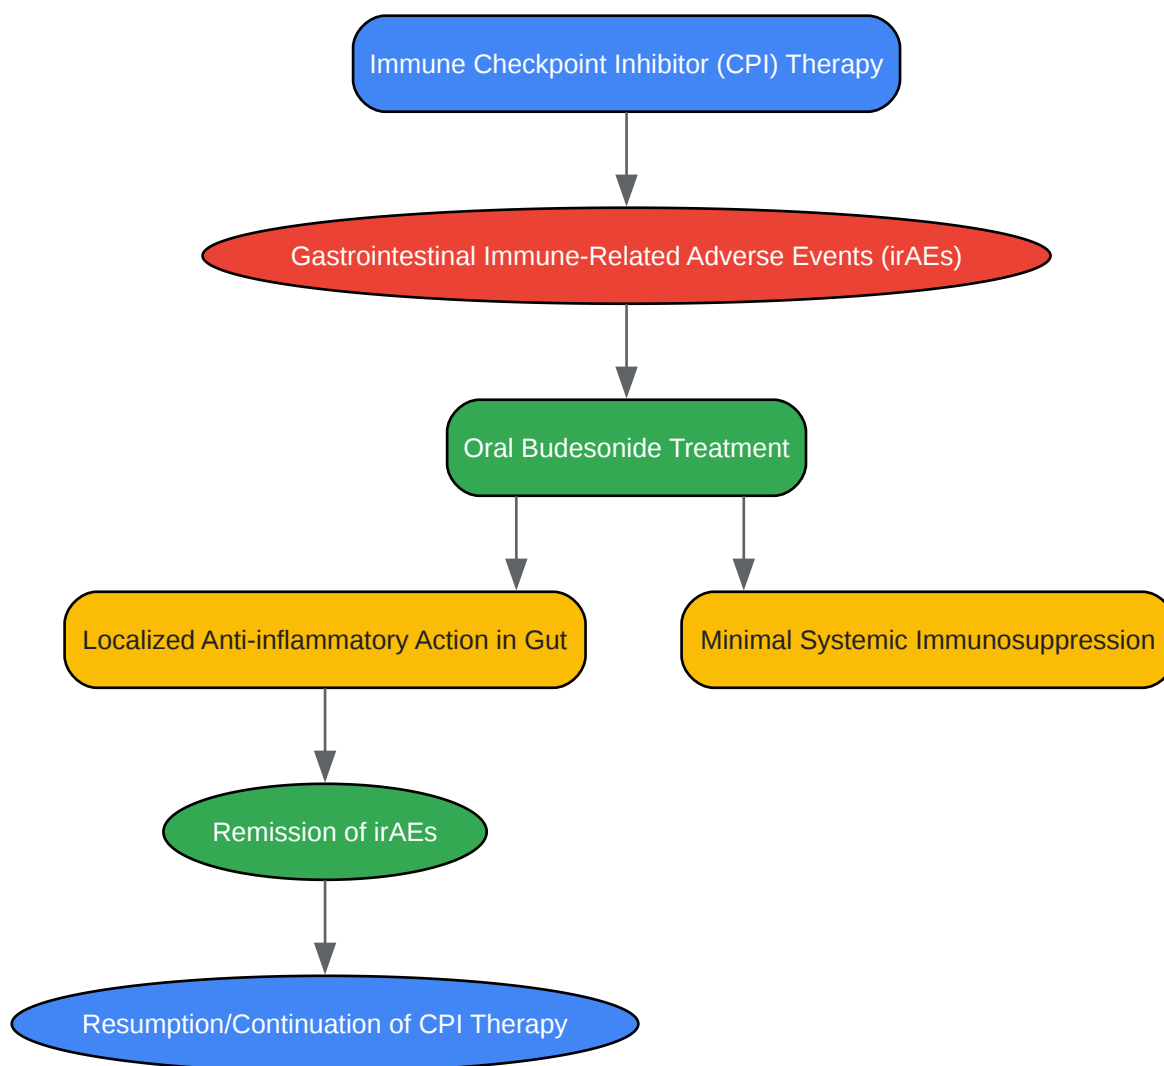 Immune Checkpoint Inhibitor (CPI) Therapy
Gastrointestinal Immune-Related Adverse Events (irAEs)
Oral Budesonide Treatment
Localized Anti-inflammatory Action in Gut
Minimal Systemic Immunosuppression
Remission of irAEs
Resumption/Continuation of CPI Therapy